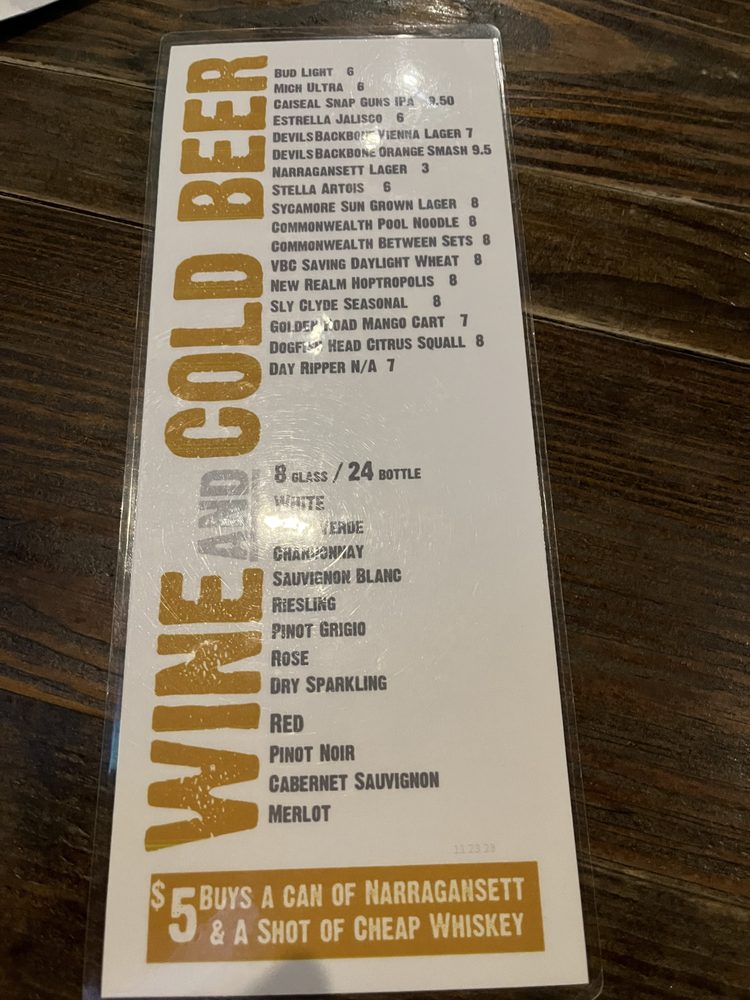 WINE AND COLD BEER
BUD LIGHT 6
MICH ULTRA 6
CAISEAL SNAP GUNS IPA 9.50
ESTRELLA JALISCO 6
DEVILS BACKBONE VIENNA LAGER 7
DEVILS BACKBONE ORANGE SMASH 9.5
NARRAGANSETT LAGER 3
STELLA ARTOIS 6
SYCAMORE SUN GROWN LAGER 8
COMMONWEALTH POOL NOODLE 8
COMMONWEALTH BETWEEN SETS 8
VBC SAVING DAYLIGHT WHEAT 8
NEW REALM HOPTROPOLIS 8
SLY CLYDE SEASONAL 8
GOLDEN ROAD MANGO CART 7
DOGFISH HEAD CITRUS SQUALL 8
DAY RIPPER N/A 7
8 GLASS / 24 BOTTLE
WHITE
VERDE
CHARDONNAY
SAUVIGNON BLANC
RIESLING
PINOT GRIGIO
ROSE
DRY SPARKLING
RED
PINOT NOIR
CABERNET SAUVIGNON
MERLOT
11 23 23
$5 BUYS A CAN OF NARRAGANSETT
& A SHOT OF CHEAP WHISKEY